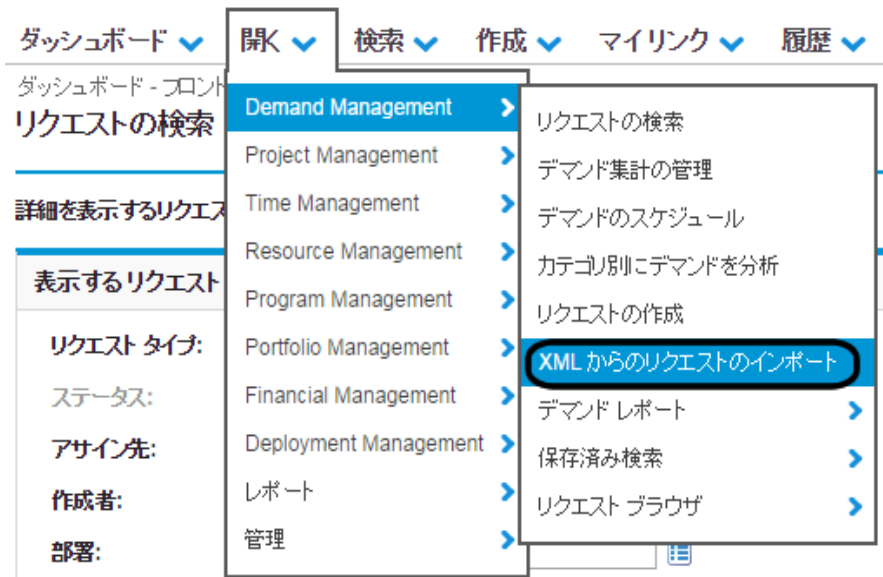 ダッシュボード 開く 検索 作成 マイリンク 履歴
ダッシュボード - フロント
リクエストの検索
詳細を表示するリクエス
表示するリクエスト
リクエスト タイプ:
ステータス:
アサイン先:
作成者:
部署:
Demand Management
Project Management
Time Management
Resource Management
Program Management
Portfolio Management
Financial Management
Deployment Management
レポート
管理
リクエストの検索
デマンド集計の管理
デマンドのスケジュール
カテゴリ別にデマンドを分析
リクエストの作成
XML からのリクエストのインポート
デマンド レポート
保存済み検索
リクエスト ブラウザ